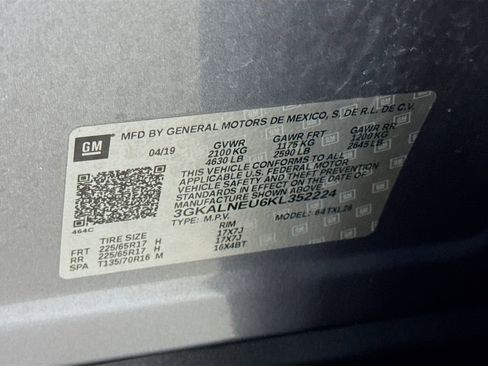 GM
MFD BY GENERAL MOTORS DE MEXICO, S. DE R.L. DE C.V.
04/19 GVWR GAWR FRT GAWR RR
2100 KG 1175 KG 1200 KG
4630 LB 2590 LB 2645 LB
THIS VEHICLE CONFORMS TO ALL
APPLICABLE U.S. FEDERAL MOTOR
VEHICLE SAFETY AND THEFT PREVENTION
STANDARDS IN EFFECT ON THE DATE OF
MANUFACTURE SHOWN ABOVE.
3GKALNEU6KL352224
TYPE: M.P.V. MODEL: 64TXL26
464C
TIRE SIZE RIM
FRT 225/65R17 H 17X7J
RR 225/65R17 H 17X7J
SPA T135/70R16 M 16X4BT